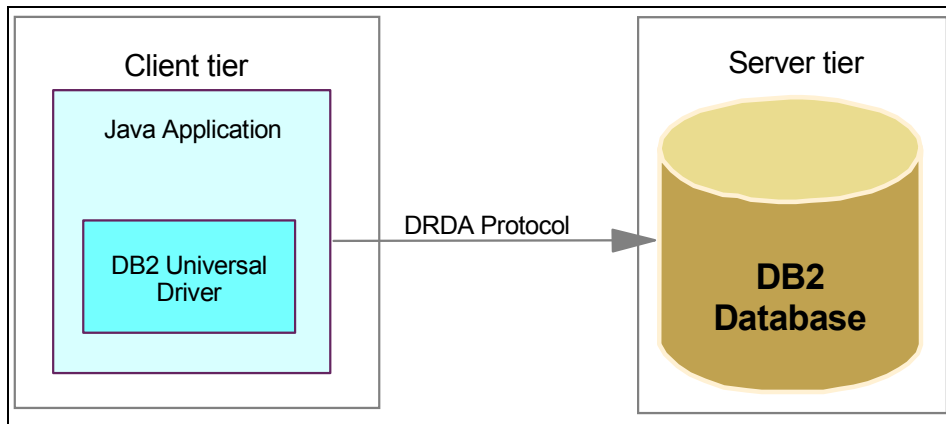 Client tier
Java Application
DB2 Universal
Driver
DRDA Protocol
Server tier
DB2
Database